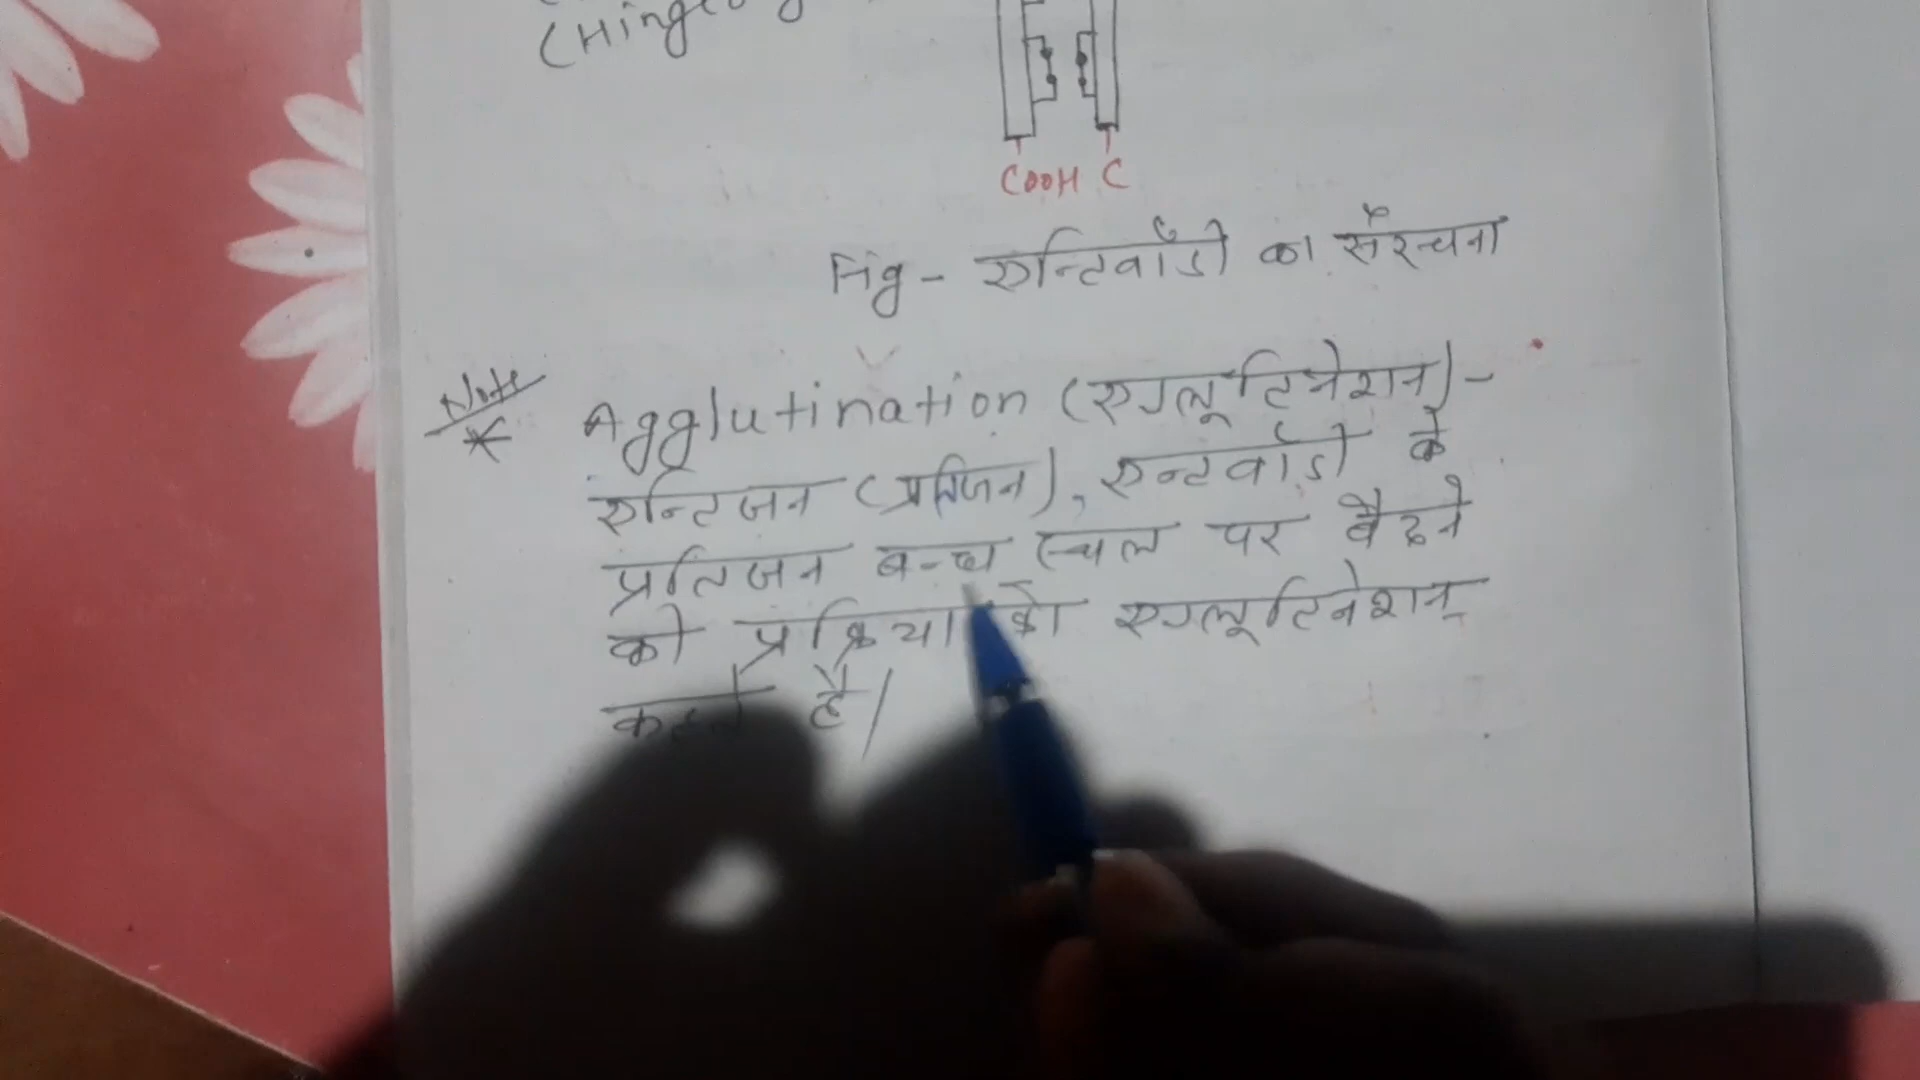 COOH C
Fig - एन्टिबॉडी का संरचना
Note
* Agglutination (एग्लूटिनेशन)-
एन्टिजन (प्रतिजन), एन्टबॉडी के
प्रतिजन बन्ध स्थल पर बैठने
की प्रक्रिया को एग्लूटिनेशन
कहते है।